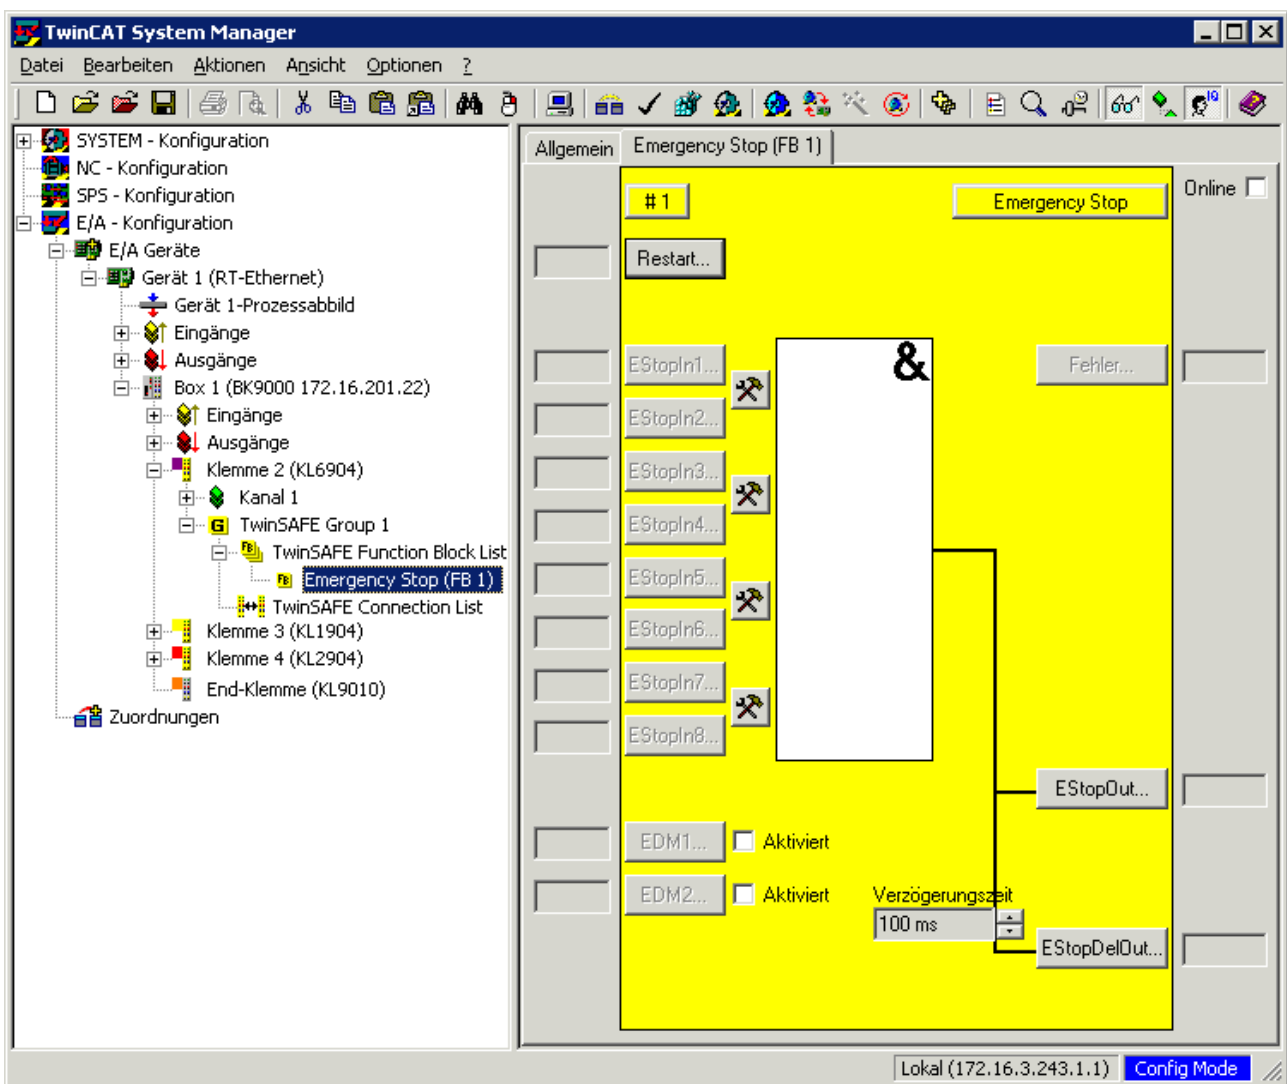 TwinCAT System Manager
Datei Bearbeiten Aktionen Ansicht Optionen ?
SYSTEM - Konfiguration
NC - Konfiguration
SPS - Konfiguration
E/A - Konfiguration
E/A Geräte
Gerät 1 (RT-Ethernet)
Gerät 1-Prozessabbild
Eingänge
Ausgänge
Box 1 (BK9000 172.16.201.22)
Eingänge
Ausgänge
Klemme 2 (KL6904)
Kanal 1
G TwinSAFE Group 1
FB TwinSAFE Function Block List
FB Emergency Stop (FB 1)
TwinSAFE Connection List
Klemme 3 (KL1904)
Klemme 4 (KL2904)
End-Klemme (KL9010)
Zuordnungen
Allgemein Emergency Stop (FB 1)
# 1 Emergency Stop Online
Restart...
&
EStopIn1... Fehler...
EStopIn2...
EStopIn3...
EStopIn4...
EStopIn5...
EStopIn6...
EStopIn7...
EStopIn8...
EStopOut...
EDM1... Aktiviert
EDM2... Aktiviert Verzögerungszeit
100 ms
EStopDelOut...
Lokal (172.16.3.243.1.1) Config Mode